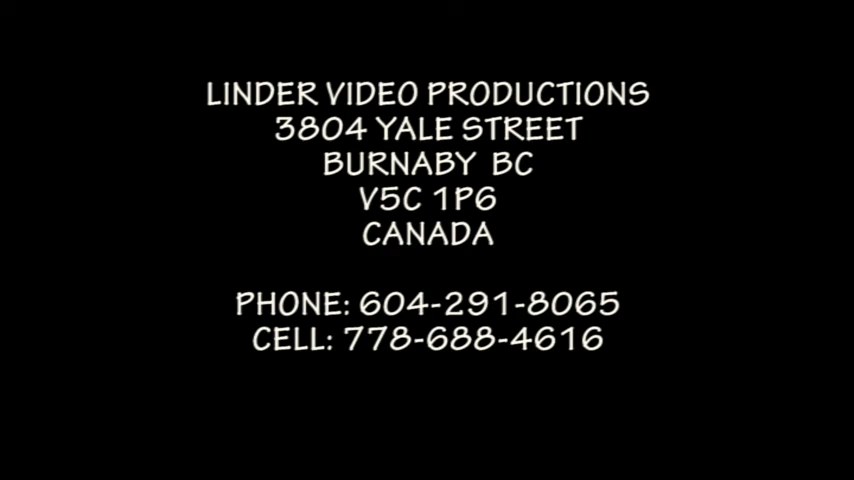 LINDER VIDEO PRODUCTIONS
3804 YALE STREET
BURNABY BC
V5C 1P6
CANADA
PHONE: 604-291-8065
CELL: 778-688-4616